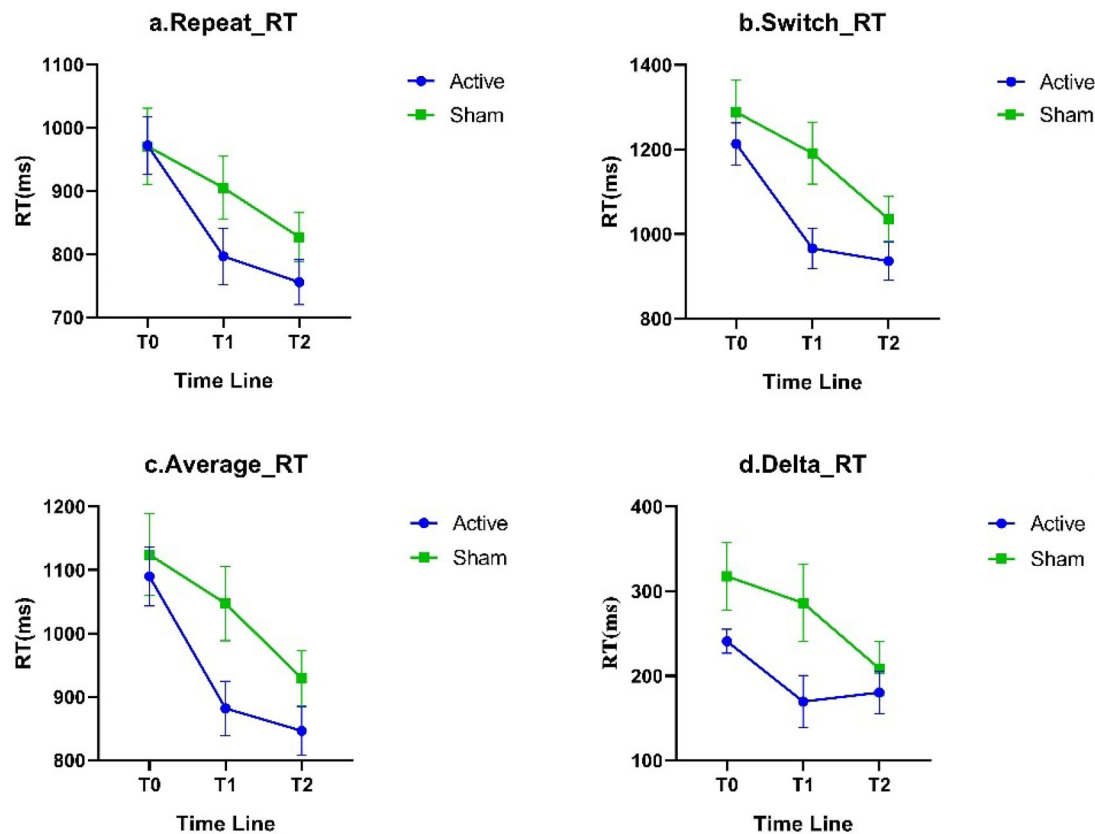 a.Repeat_RT
1100
1000
900
800
700
RT(ms)
T0 T1 T2
Time Line
Active
Sham
b.Switch_RT
1400
1200
1000
800
RT(ms)
T0 T1 T2
Time Line
Active
Sham
c.Average_RT
1200
1100
1000
900
800
RT(ms)
T0 T1 T2
Time Line
Active
Sham
d.Delta_RT
400
300
200
100
RT(ms)
T0 T1 T2
Time Line
Active
Sham